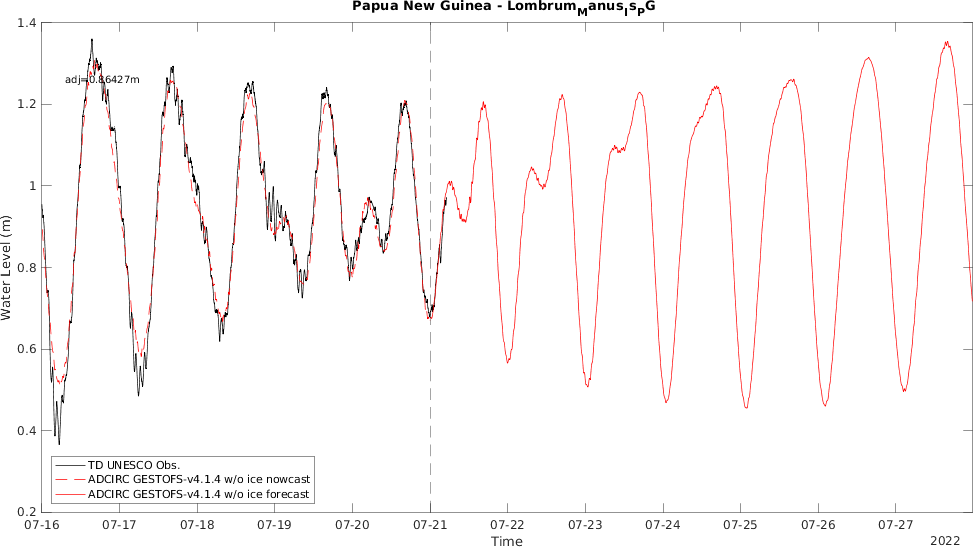 Papua New Guinea - LombrumManusIsPG
1.4
adj=0.86427m
1.2
1
0.8
0.6
0.4
0.2
Water Level (m)
TD UNESCO Obs.
ADCIRC GESTOFS-v4.1.4 w/o ice nowcast
ADCIRC GESTOFS-v4.1.4 w/o ice forecast
07-16 07-17 07-18 07-19 07-20 07-21 07-22 07-23 07-24 07-25 07-26 07-27
Time
2022